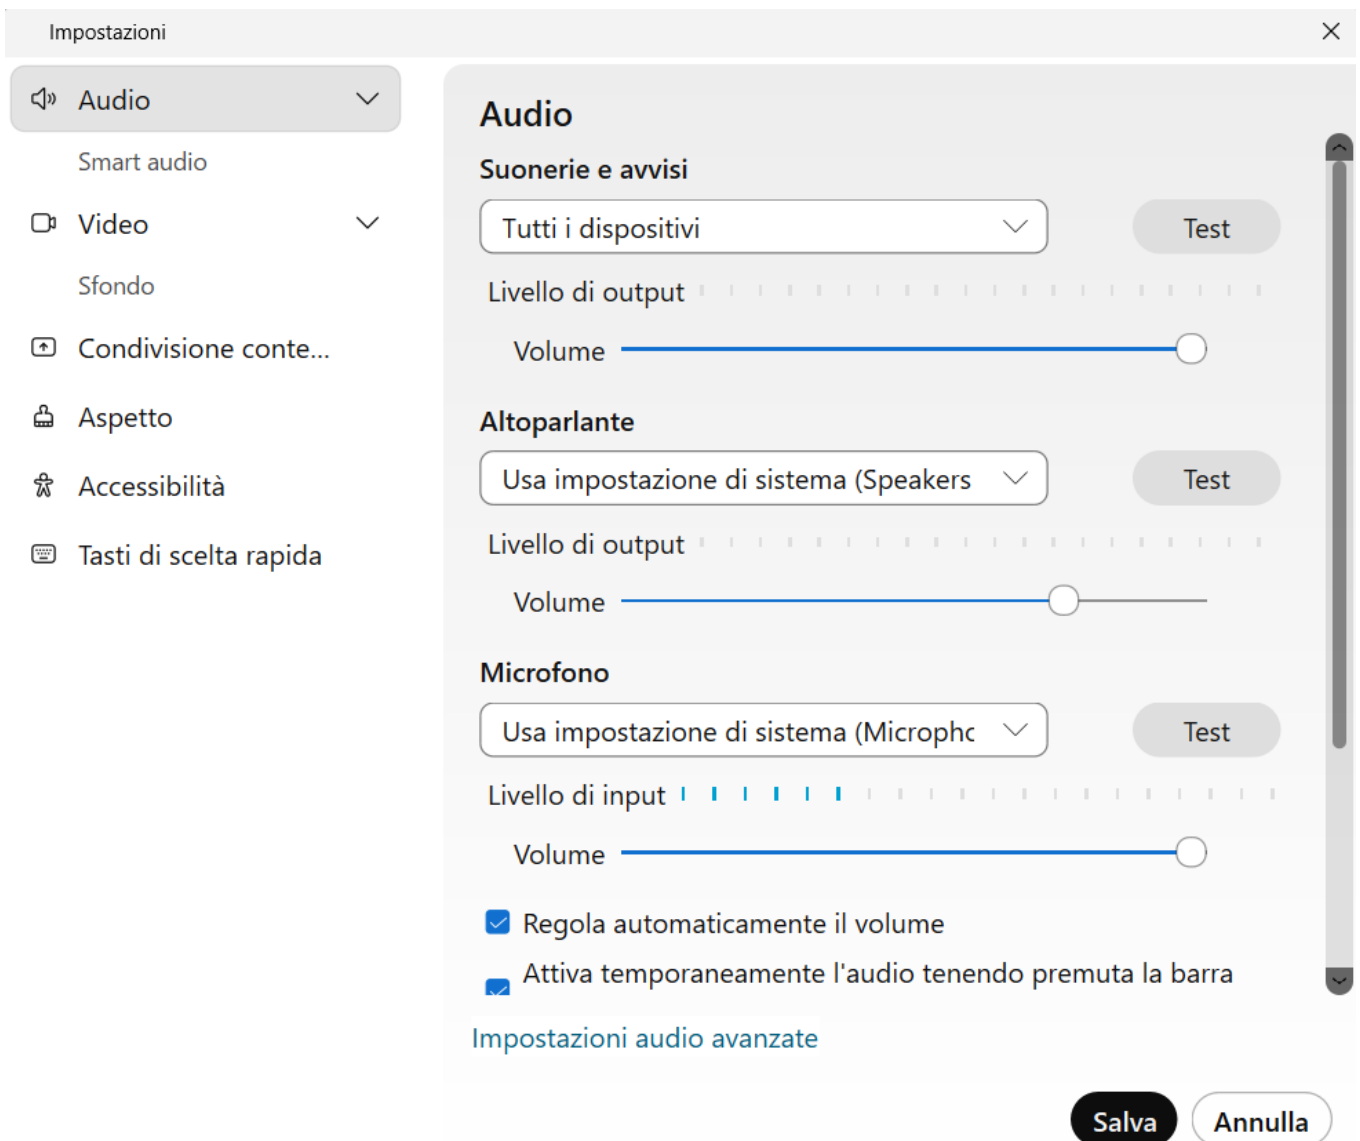 Impostazioni
Audio
Smart audio
Video
Sfondo
Condivisione conte...
Aspetto
Accessibilità
Tasti di scelta rapida
Audio
Suonerie e avvisi
Tutti i dispositivi
Test
Livello di output
Volume
Altoparlante
Usa impostazione di sistema (Speakers
Test
Livello di output
Volume
Microfono
Usa impostazione di sistema (Micropho
Test
Livello di input
Volume
Regola automaticamente il volume
Attiva temporaneamente l'audio tenendo premuta la barra
Impostazioni audio avanzate
Salva
Annulla